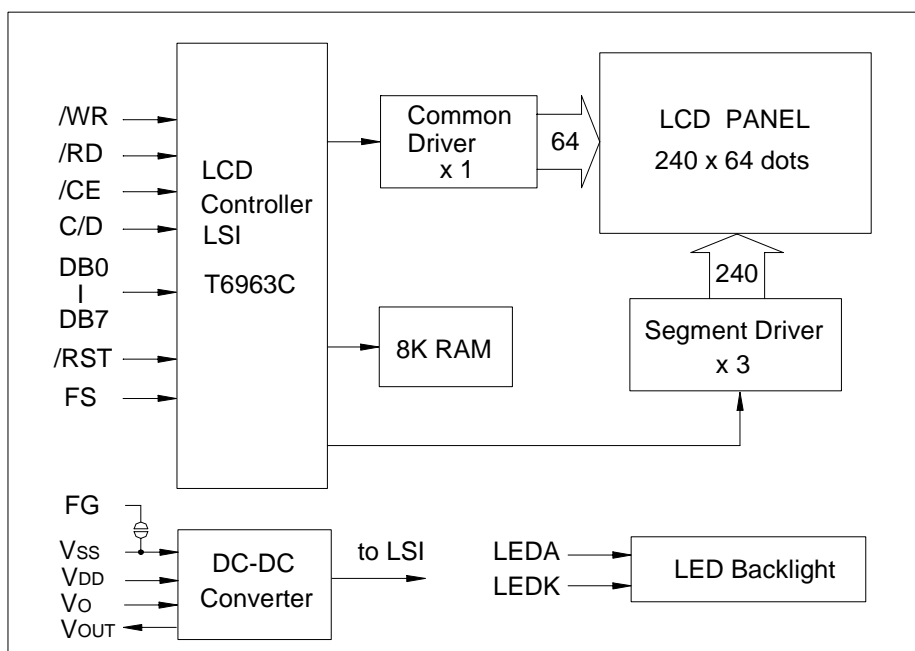 /WR
/RD
/CE
C/D
DB0
DB7
/RST
FS
LCD
Controller
LSI
T6963C
Common
Driver
x 1
64
LCD PANEL
240 x 64 dots
240
Segment Driver
x 3
8K RAM
FG
VSS
VDD
VO
VOUT
DC-DC
Converter
to LSI
LEDA
LEDK
LED Backlight